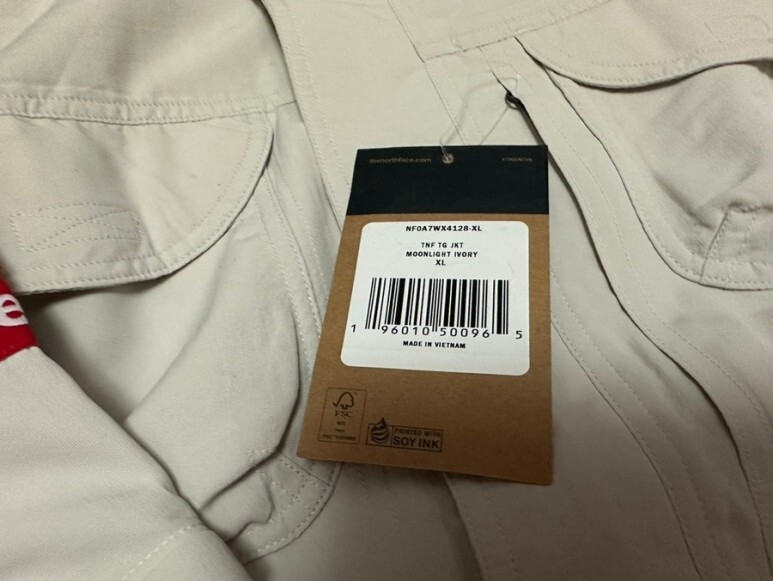 thenorthface.com
NF0A7WX4128-XL
TNF TG JKT
MOONLIGHT IVORY
XL
1 96010 50096 5
MADE IN VIETNAM
FSC
PRINTED WITH
SOY INK
e